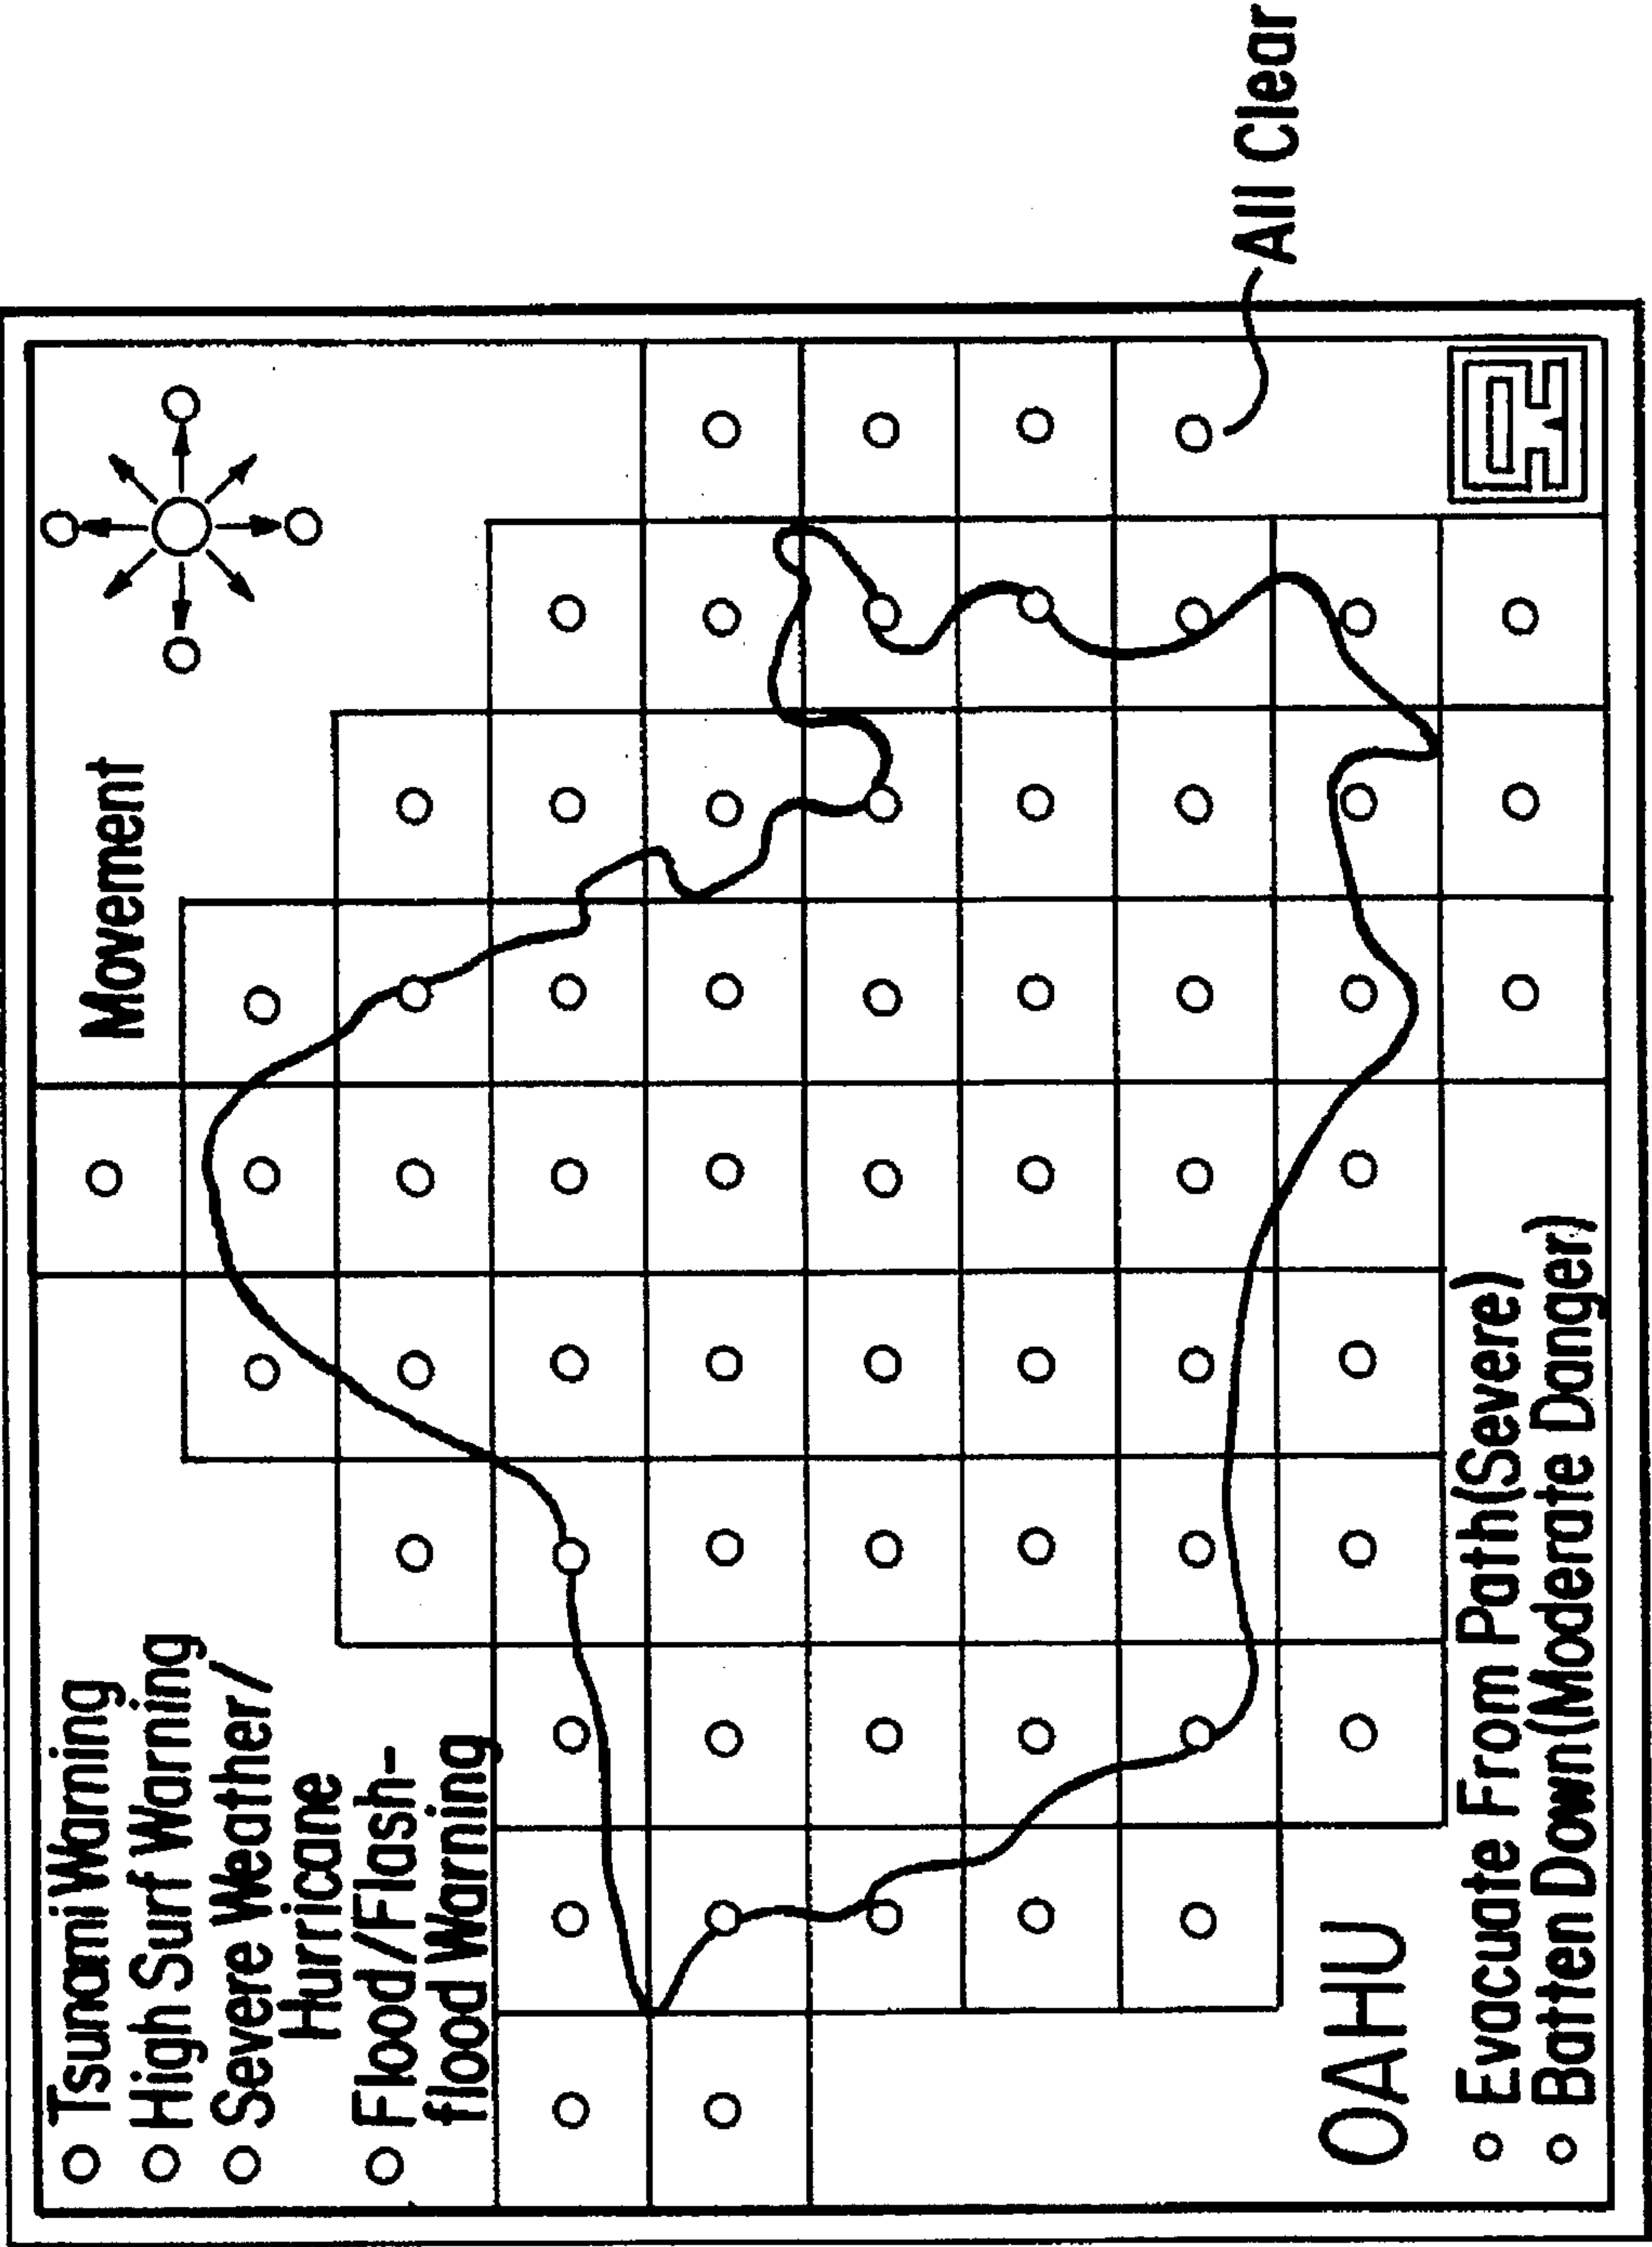 Tsunami Warning
High Surf Warning
Severe Weather/
Hurricane
Flood/Flash-
flood Warning
Movement
All Clear
OAHU
Evacuate From Path(Severe)
Batten Down(Moderate Danger)